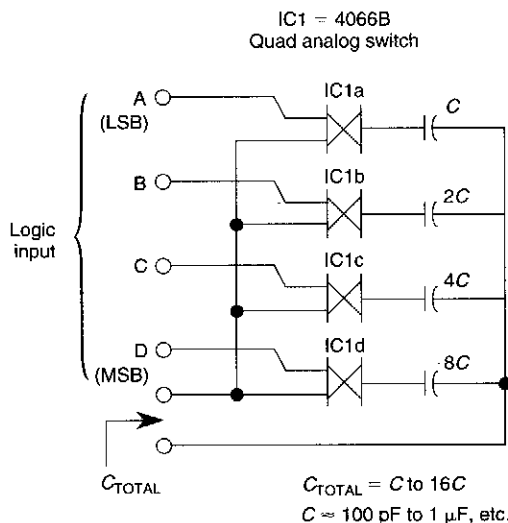 IC1 = 4066B
Quad analog switch
IC1a
A
(LSB)
C
IC1b
B
2C
Logic
input
IC1c
C
4C
IC1d
D
(MSB)
8C
CTOTAL
CTOTAL = C to 16C
C ≈ 100 pF to 1 µF, etc.